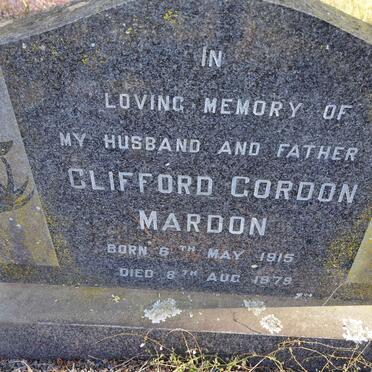 IN
LOVING MEMORY OF
MY HUSBAND AND FATHER
CLIFFORD GORDON
MARDON
BORN 6TH MAY 1915
DIED 8TH AUG 1979